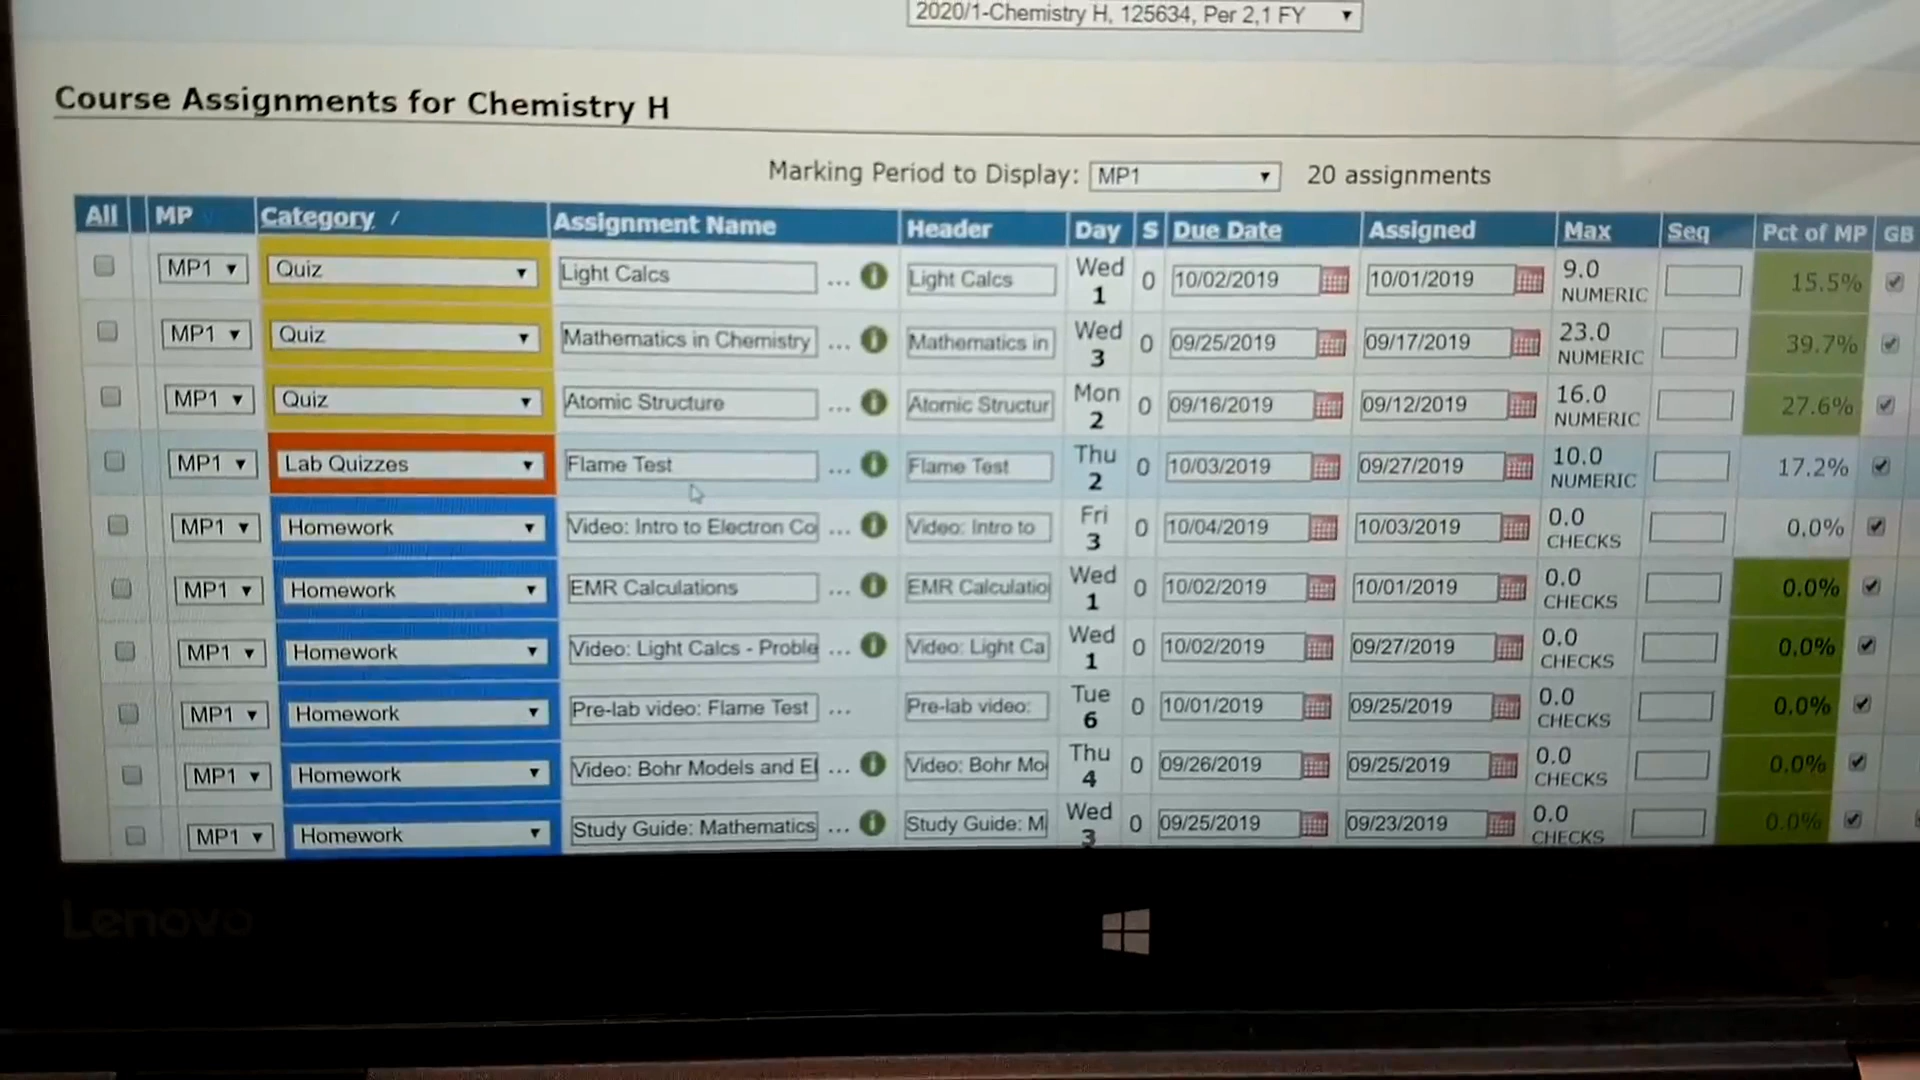 2020/1-Chemistry H, 125634, Per 2,1 FY
Course Assignments for Chemistry H
Marking Period to Display: MP1 20 assignments
All MP Category / Assignment Name Header Day S Due Date Assigned Max Seq Pct of MP GB
MP1 Quiz Light Calcs ... Light Calcs Wed 1 0 10/02/2019 10/01/2019 9.0 NUMERIC 15.5%
MP1 Quiz Mathematics in Chemistry ... Mathematics in Wed 3 0 09/25/2019 09/17/2019 23.0 NUMERIC 39.7%
MP1 Quiz Atomic Structure ... Atomic Structur Mon 2 0 09/16/2019 09/12/2019 16.0 NUMERIC 27.6%
MP1 Lab Quizzes Flame Test ... Flame Test Thu 2 0 10/03/2019 09/27/2019 10.0 NUMERIC 17.2%
MP1 Homework Video: Intro to Electron Co ... Video: Intro to Fri 3 0 10/04/2019 10/03/2019 0.0 CHECKS 0.0%
MP1 Homework EMR Calculations ... EMR Calculatio Wed 1 0 10/02/2019 10/01/2019 0.0 CHECKS 0.0%
MP1 Homework Video: Light Calcs - Proble ... Video: Light Ca Wed 1 0 10/02/2019 09/27/2019 0.0 CHECKS 0.0%
MP1 Homework Pre-lab video: Flame Test ... Pre-lab video: Tue 6 0 10/01/2019 09/25/2019 0.0 CHECKS 0.0%
MP1 Homework Video: Bohr Models and El ... Video: Bohr Mo Thu 4 0 09/26/2019 09/25/2019 0.0 CHECKS 0.0%
MP1 Homework Study Guide: Mathematics ... Study Guide: M Wed 3 0 09/25/2019 09/23/2019 0.0 CHECKS 0.0%
Lenovo